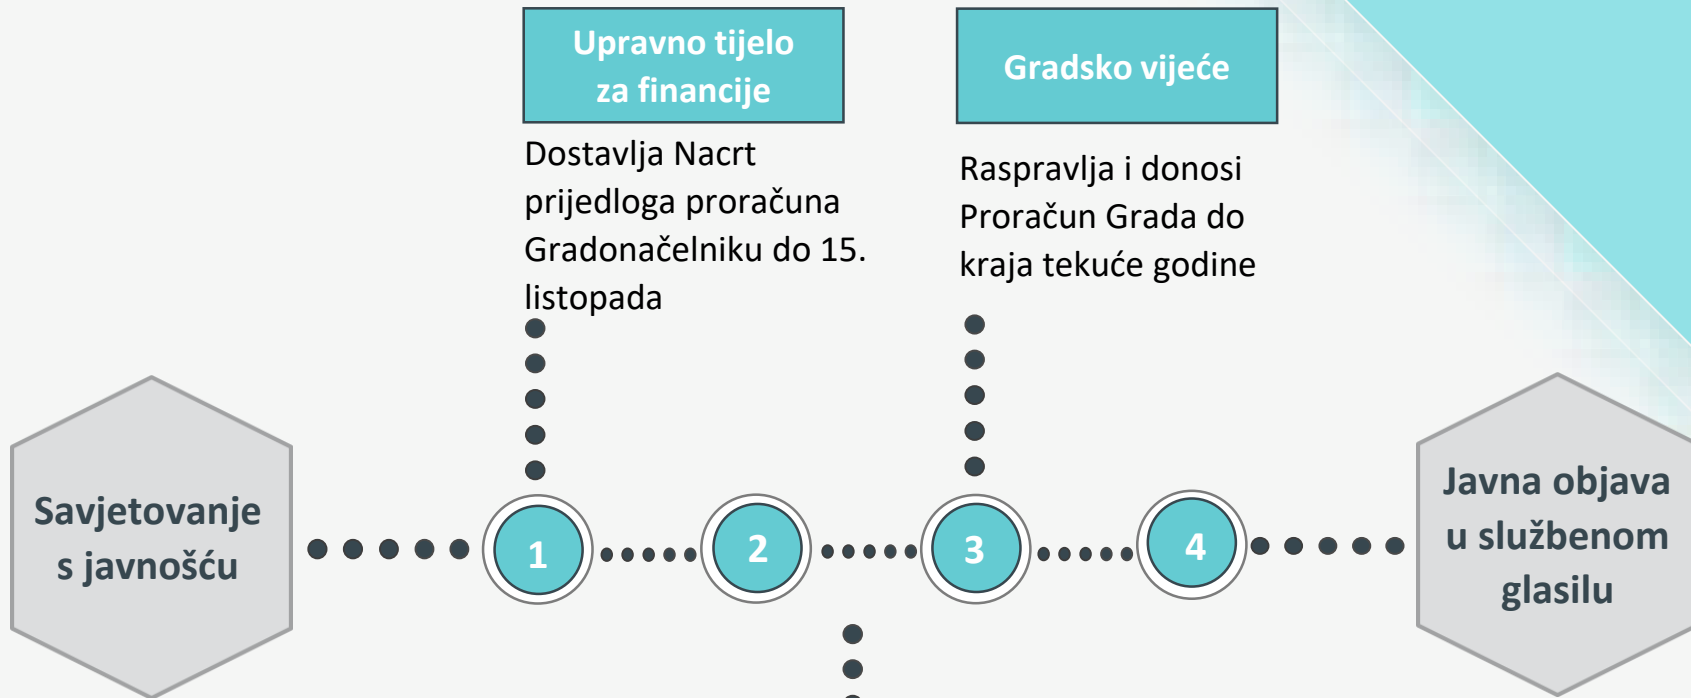 Upravno tijelo
za financije
Dostavlja Nacrt
prijedloga proračuna
Gradonačelniku do 15.
listopada
Gradsko vijeće
Raspravlja i donosi
Proračun Grada do
kraja tekuće godine
Savjetovanje
s javnošću
1
2
3
4
Javna objava
u službenom
glasilu